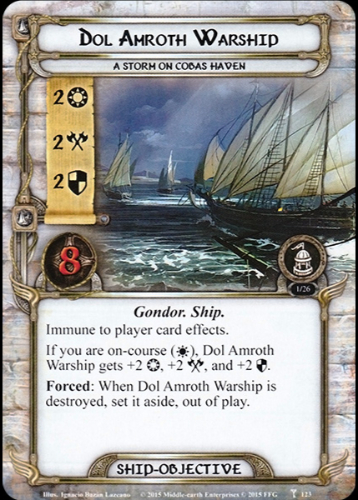 DOL AMROTH WARSHIP
A STORM ON COBAS HAVEN
2
2
2
8
1/26
Gondor. Ship.
Immune to player card effects.
If you are on-course (☀), Dol Amroth
Warship gets +2, +2, and +2.
Forced: When Dol Amroth Warship is
destroyed, set it aside, out of play.
SHIP-OBJECTIVE
Illus. Ignacio Bazán Lazcano © 2015 Middle-earth Enterprises © 2015 FFG 123